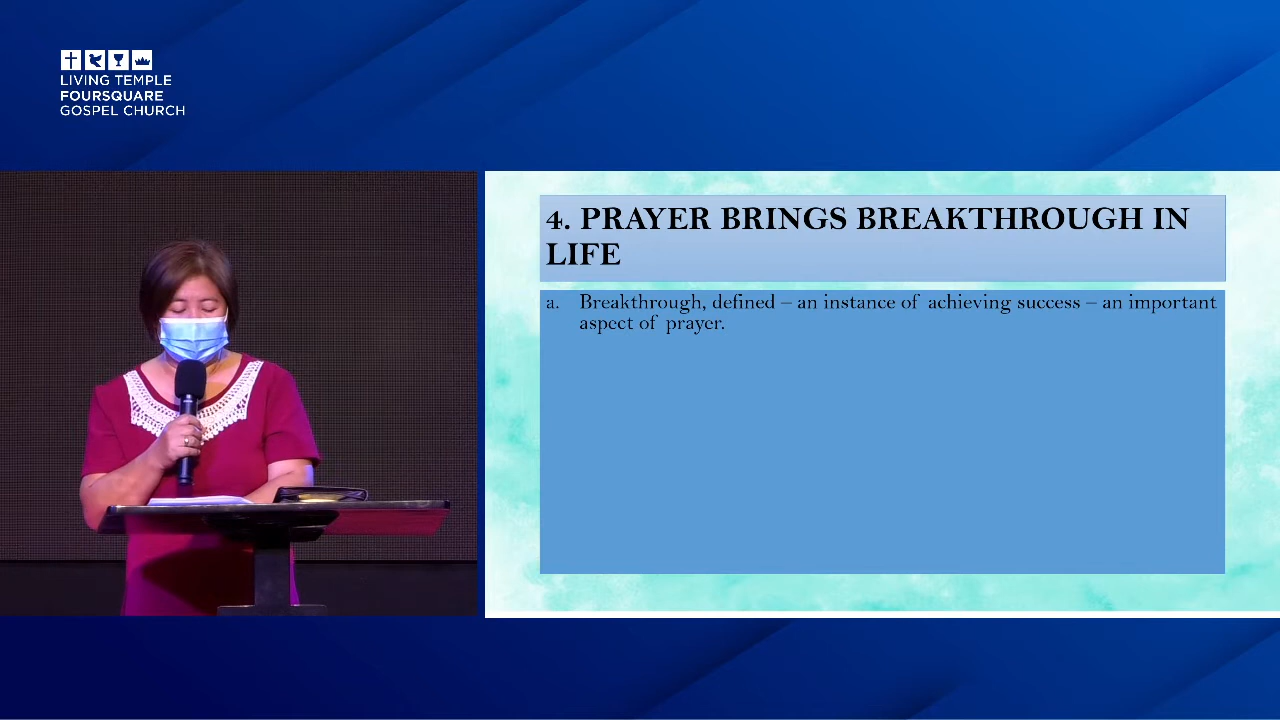 LIVING TEMPLE
FOURSQUARE
GOSPEL CHURCH
4. PRAYER BRINGS BREAKTHROUGH IN
LIFE
a. Breakthrough, defined – an instance of achieving success – an important
aspect of prayer.